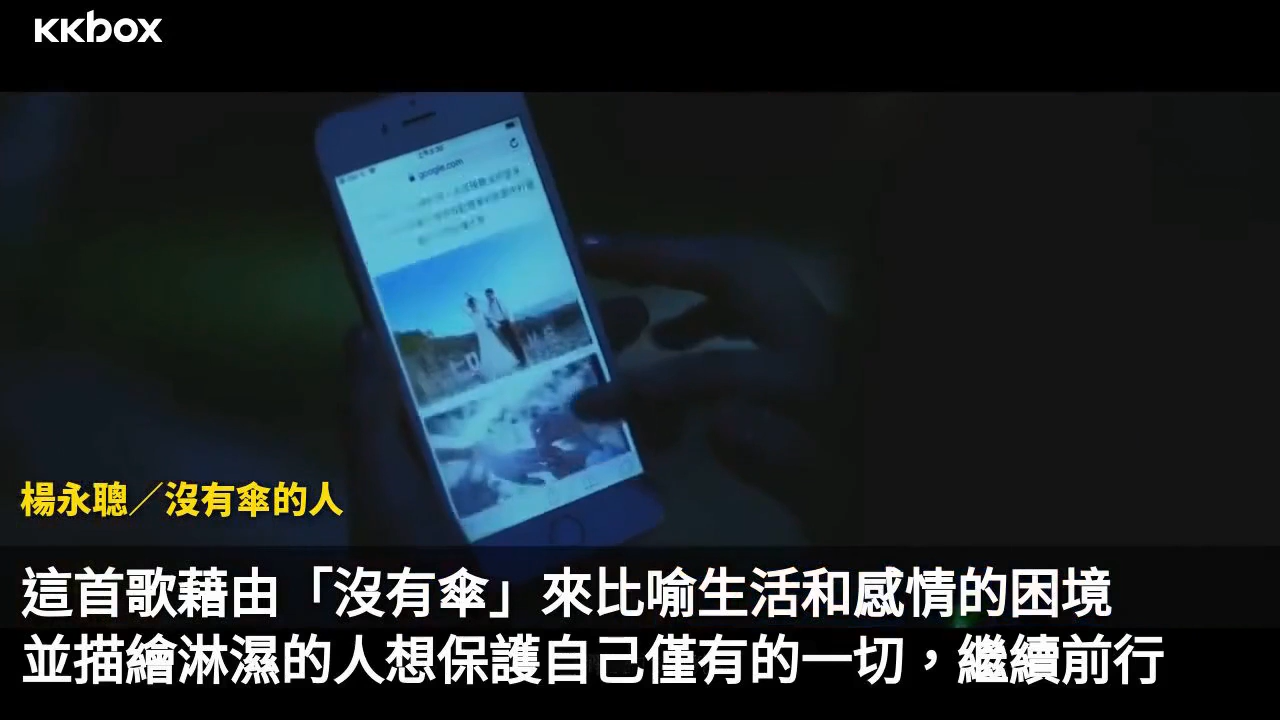 KKBOX
google.com
楊永聰／沒有傘的人
這首歌藉由「沒有傘」來比喻生活和感情的困境
並描繪淋濕的人想保護自己僅有的一切，繼續前行